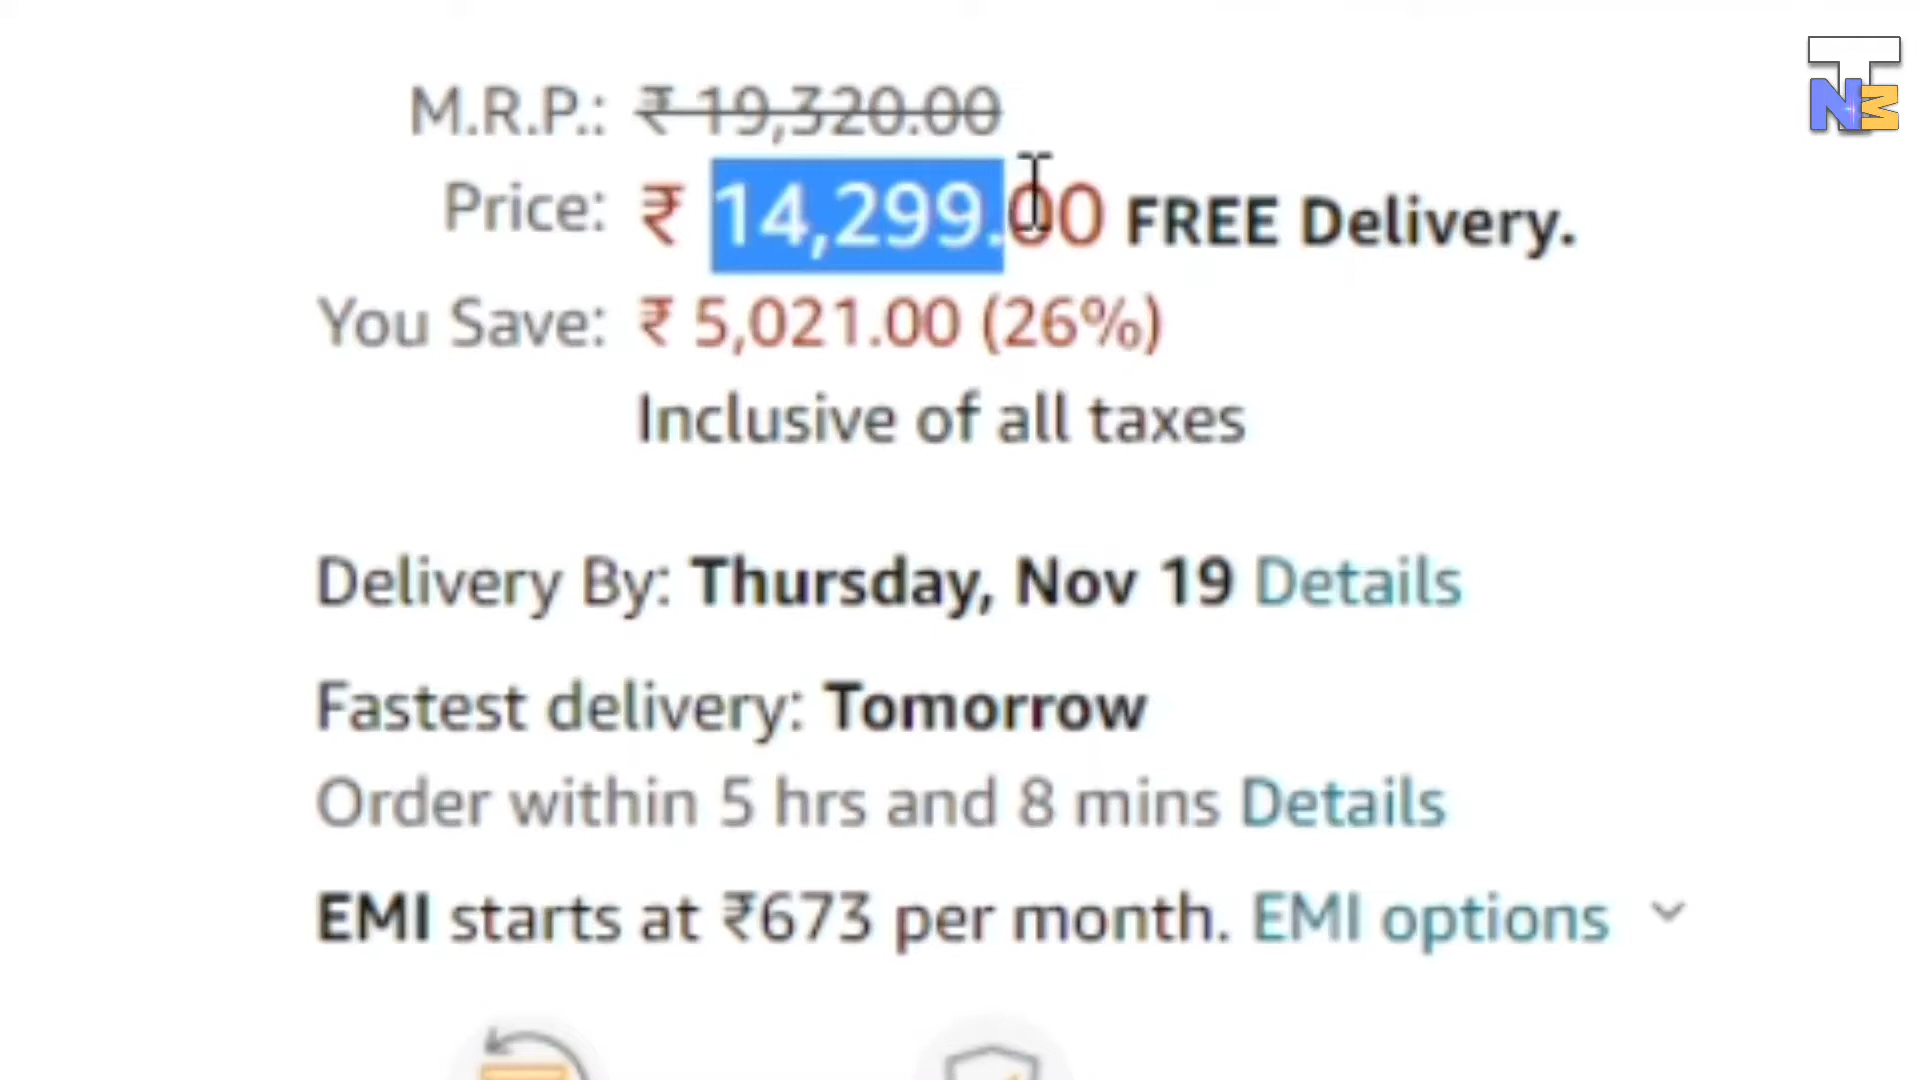 M.R.P.: ₹ 19,320.00
Price: ₹ 14,299.00 FREE Delivery.
You Save: ₹ 5,021.00 (26%)
Inclusive of all taxes
Delivery By: Thursday, Nov 19 Details
Fastest delivery: Tomorrow
Order within 5 hrs and 8 mins Details
EMI starts at ₹673 per month. EMI options